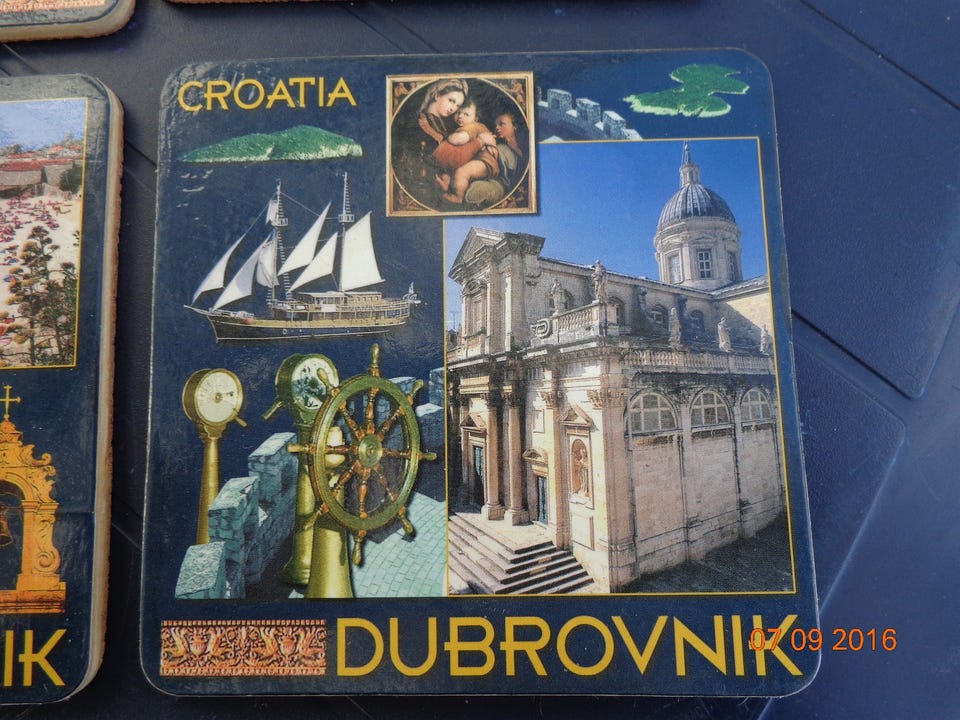 CROATIA
DUBROVNIK
IK
07 09 2016